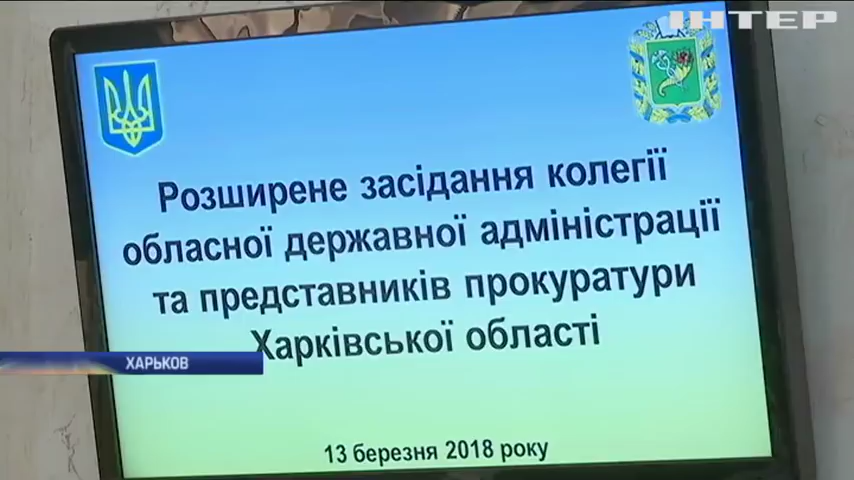 ІНТЕР
Розширене засідання колегії
обласної державної адміністрації
та представників прокуратури
Харківської області
ХАРЬКОВ
13 березня 2018 року